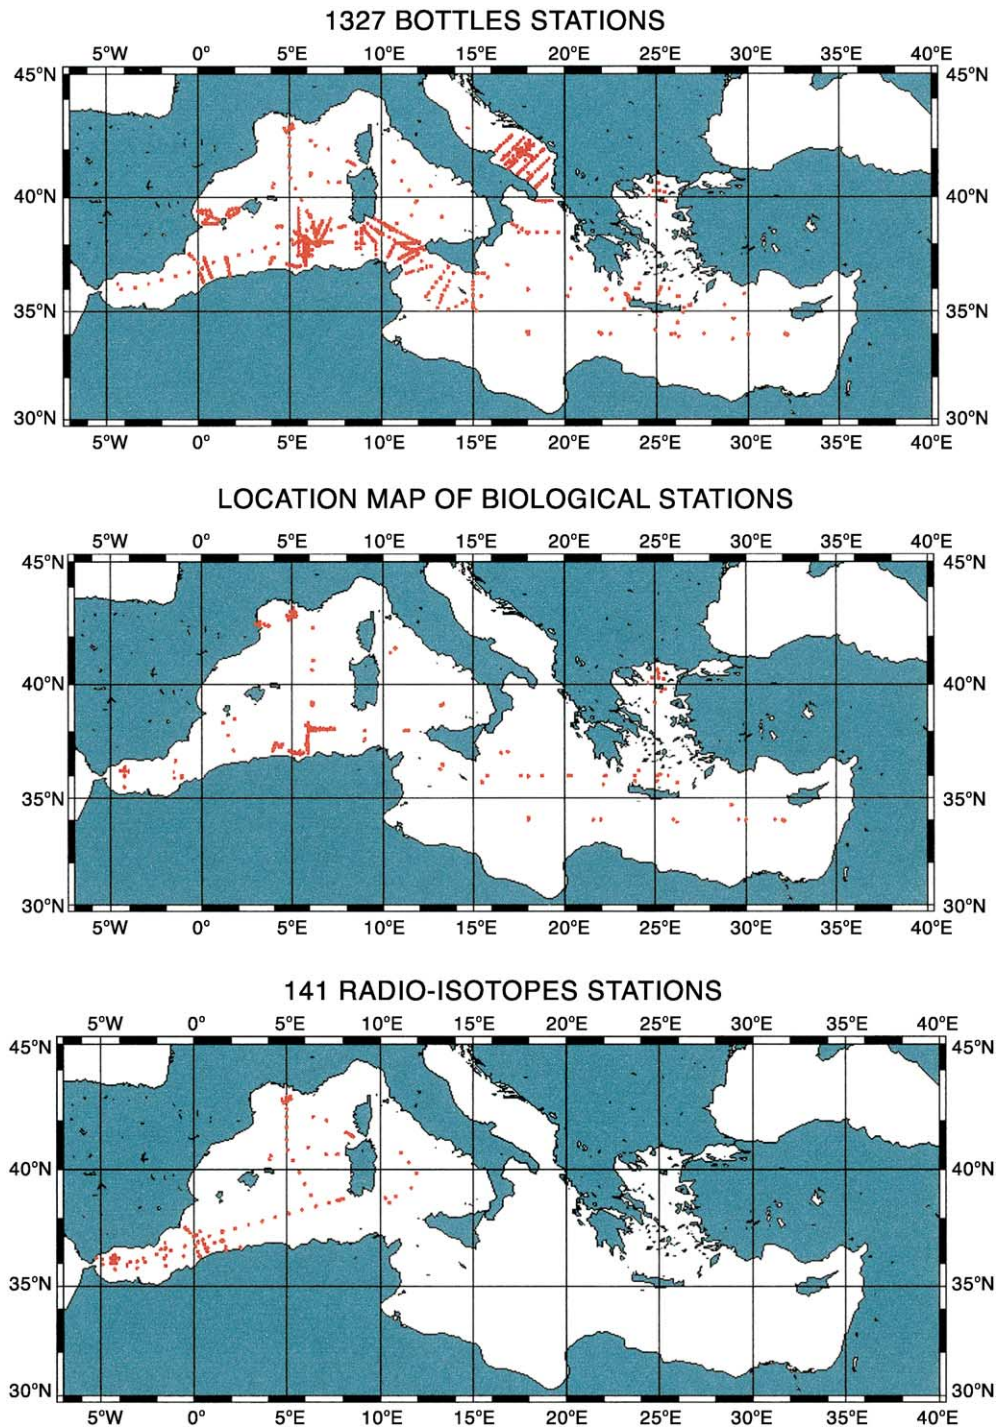 1327 BOTTLES STATIONS
5°W 0° 5°E 10°E 15°E 20°E 25°E 30°E 35°E 40°E
45°N 45°N
40°N 40°N
35°N 35°N
30°N 30°N
5°W 0° 5°E 10°E 15°E 20°E 25°E 30°E 35°E 40°E
LOCATION MAP OF BIOLOGICAL STATIONS
5°W 0° 5°E 10°E 15°E 20°E 25°E 30°E 35°E 40°E
45°N 45°N
40°N 40°N
35°N 35°N
30°N 30°N
5°W 0° 5°E 10°E 15°E 20°E 25°E 30°E 35°E 40°E
141 RADIO-ISOTOPES STATIONS
5°W 0° 5°E 10°E 15°E 20°E 25°E 30°E 35°E 40°E
45°N 45°N
40°N 40°N
35°N 35°N
30°N 30°N
5°W 0° 5°E 10°E 15°E 20°E 25°E 30°E 35°E 40°E